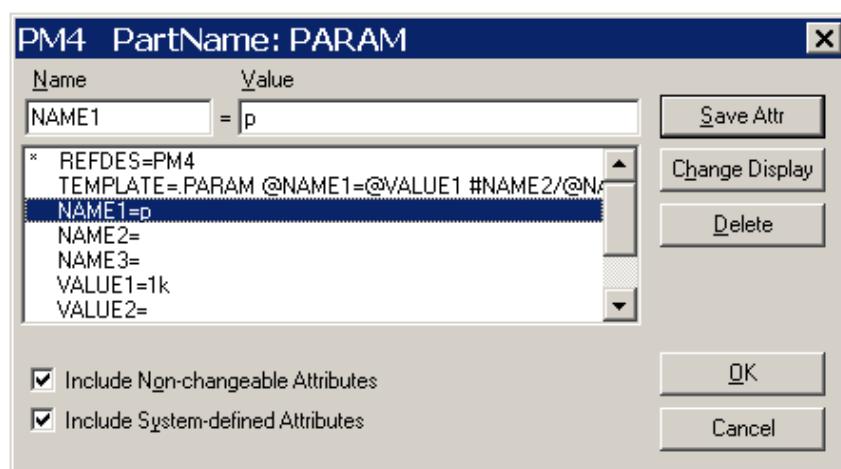 PM4 PartName: PARAM
Name Value
NAME1 = p
Save Attr
* REFDES=PM4
TEMPLATE=.PARAM @NAME1=@VALUE1 #NAME2/@NA
Change Display
NAME1=p
Delete
NAME2=
NAME3=
VALUE1=1k
VALUE2=
Include Non-changeable Attributes
OK
Include System-defined Attributes
Cancel